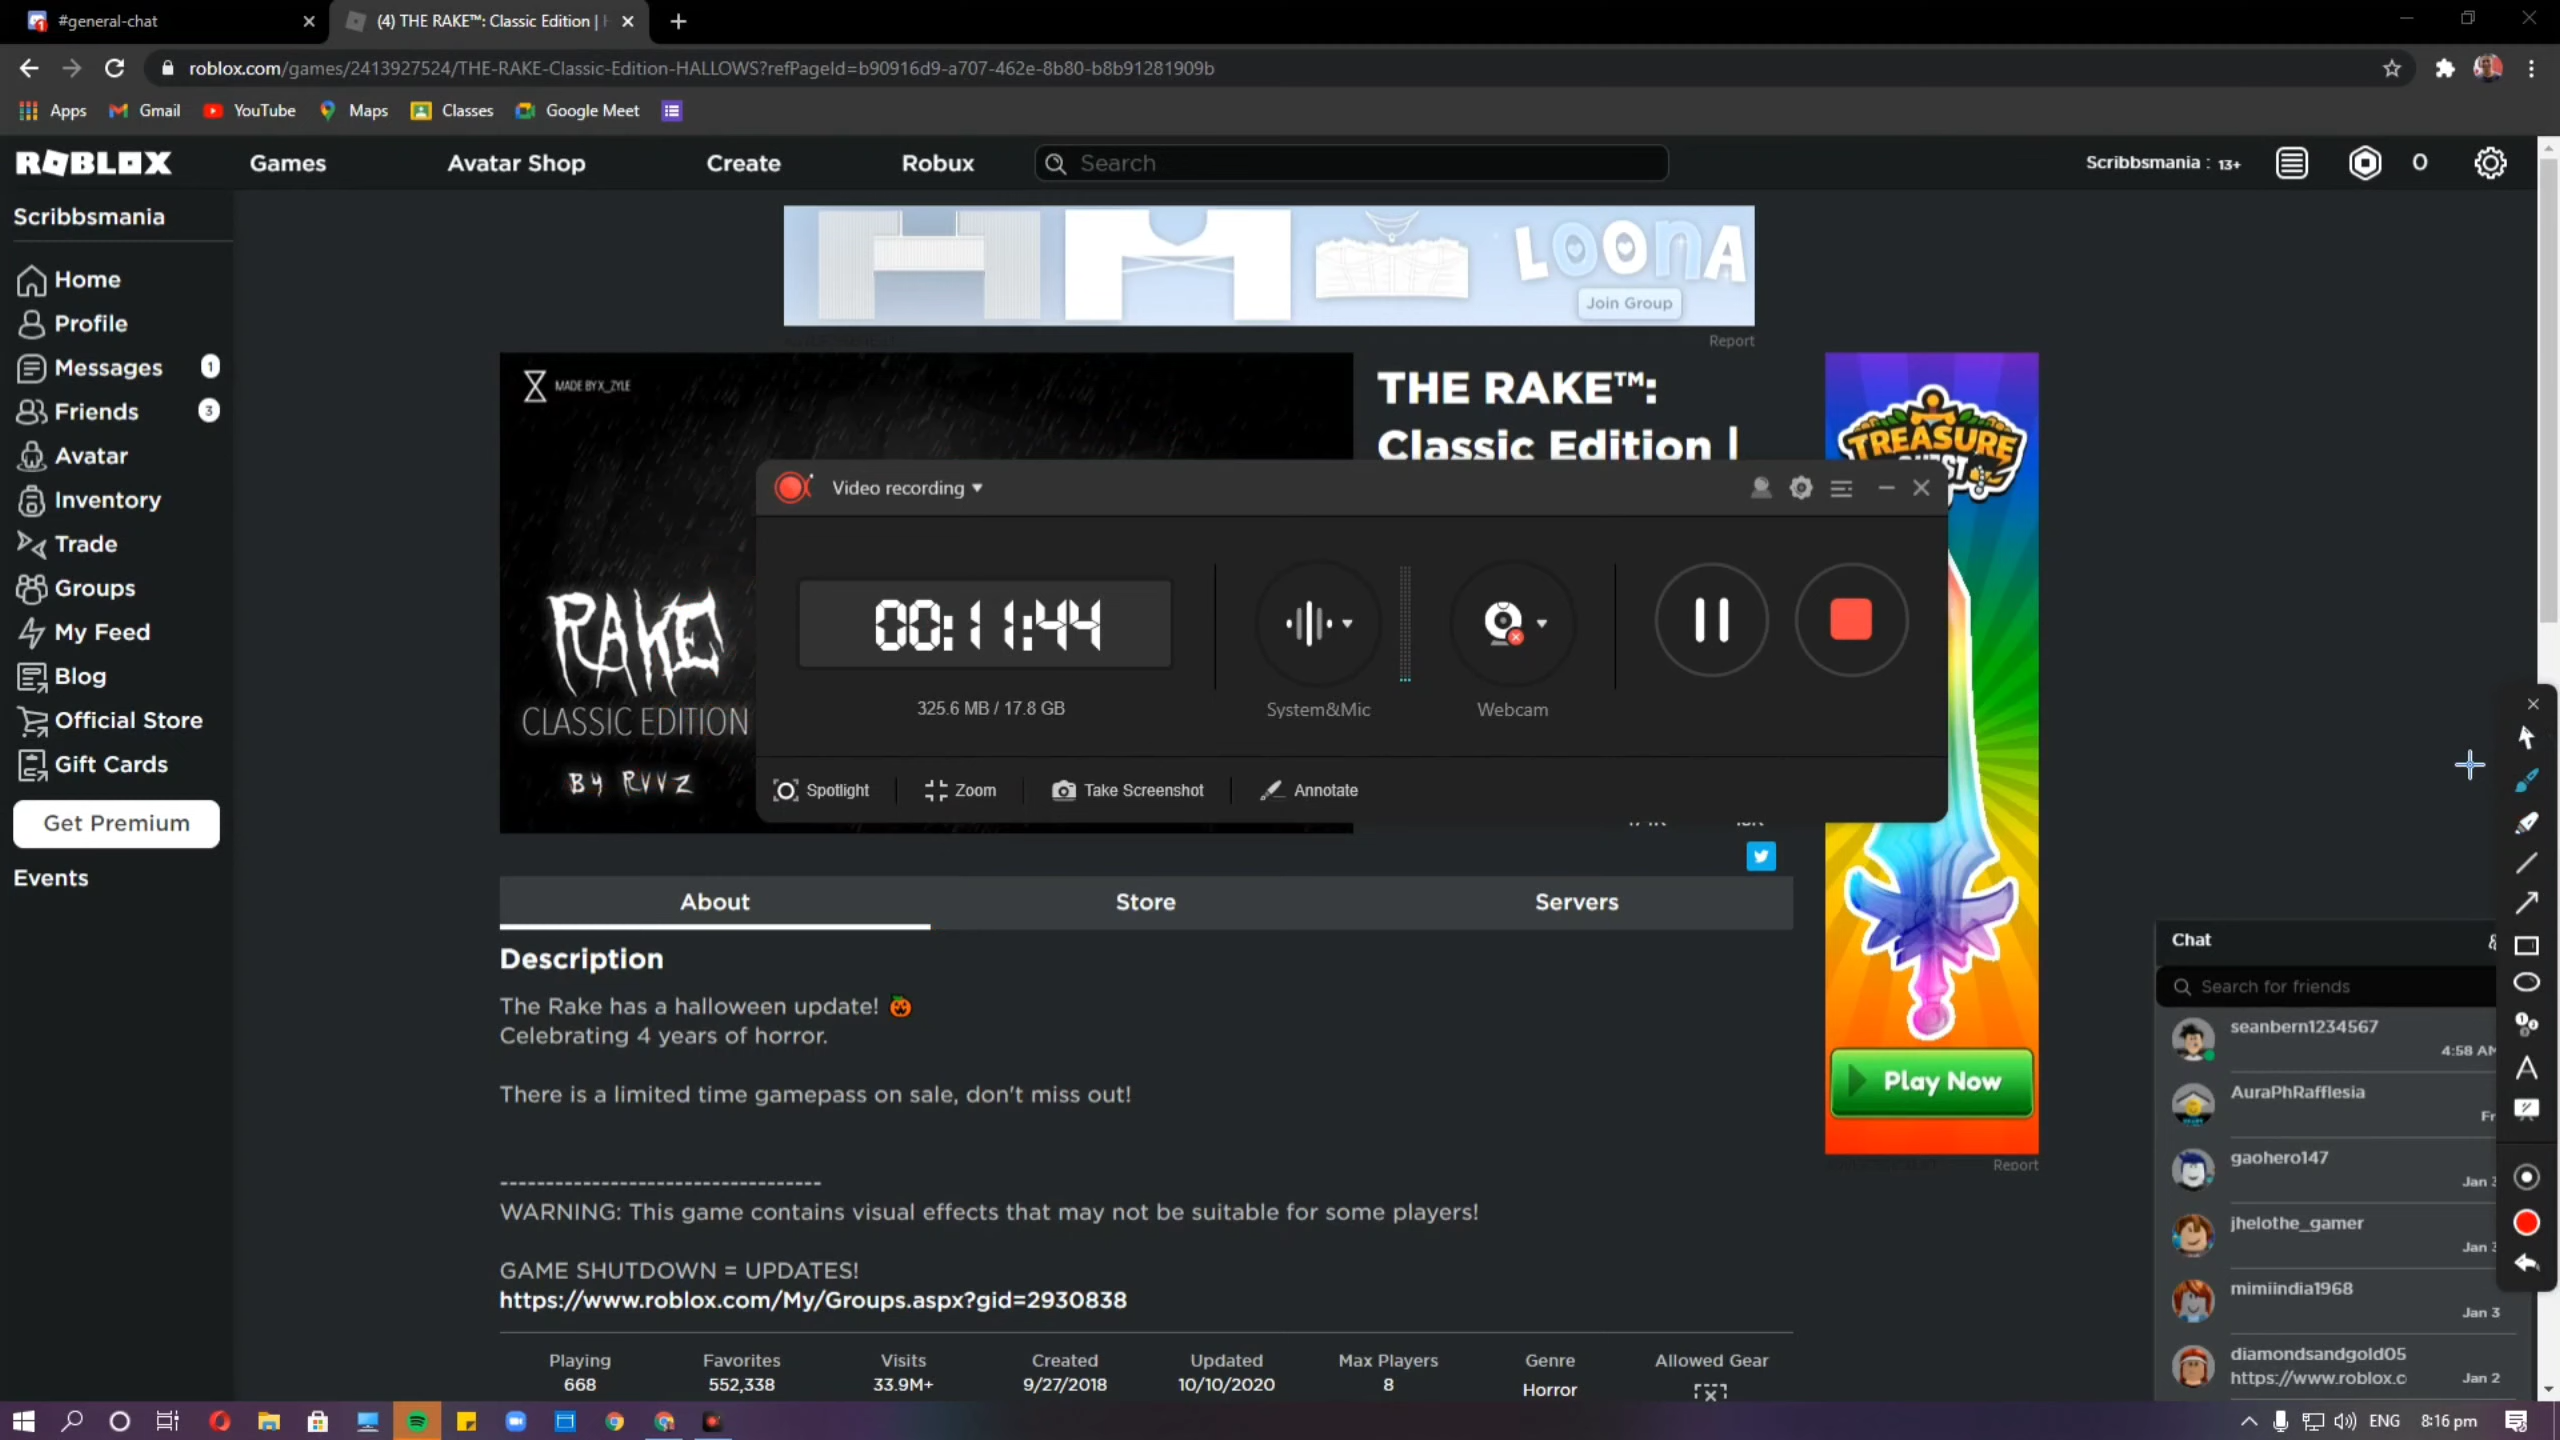 #general-chat
(4) THE RAKE™: Classic Edition |
roblox.com/games/2413927524/THE-RAKE-Classic-Edition-HALLOWS?refPageId=b90916d9-a707-462e-8b80-b8b91281909b
Apps Gmail YouTube Maps Classes Google Meet
ROBLOX Games Avatar Shop Create Robux Search Scribbsmania : 13+ 0
Scribbsmania
Home
Profile
Messages 1
Friends 3
Avatar
Inventory
Trade
Groups
My Feed
Blog
Official Store
Gift Cards
Get Premium
Events
LOONA
Join Group
Report
MADE BY X_ZYLE
RAKE
CLASSIC EDITION
BY RVVZ
THE RAKE™:
Classic Edition |
Video recording
00:11:44
325.6 MB / 17.8 GB
System&Mic
Webcam
Spotlight Zoom Take Screenshot Annotate
TREASURE
Play Now
Report
About Store Servers
Description
The Rake has a halloween update! 🎃
Celebrating 4 years of horror.
There is a limited time gamepass on sale, don't miss out!
----------------------------------
WARNING: This game contains visual effects that may not be suitable for some players!
GAME SHUTDOWN = UPDATES!
https://www.roblox.com/My/Groups.aspx?gid=2930838
Playing Favorites Visits Created Updated Max Players Genre Allowed Gear
668 552,338 33.9M+ 9/27/2018 10/10/2020 8 Horror
Chat
Search for friends
seanbern1234567
4:58 AM
AuraPhRafflesia
gaohero147
Jan
jhelothe_gamer
Jan
mimiindia1968
Jan 3
diamondsandgold05
https://www.roblox.c Jan 2
ENG 8:16 pm